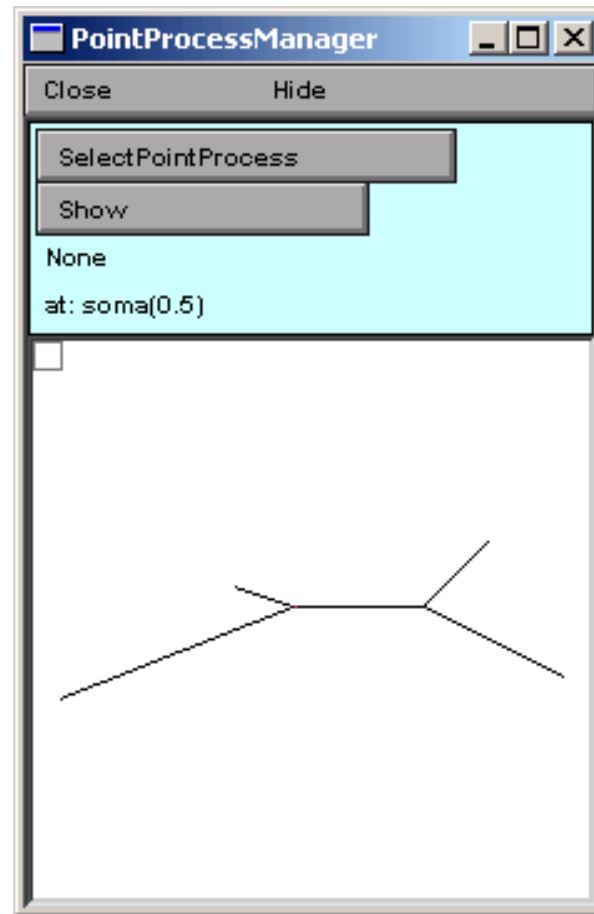 PointProcessManager
Close Hide
SelectPointProcess
Show
None
at: soma(0.5)